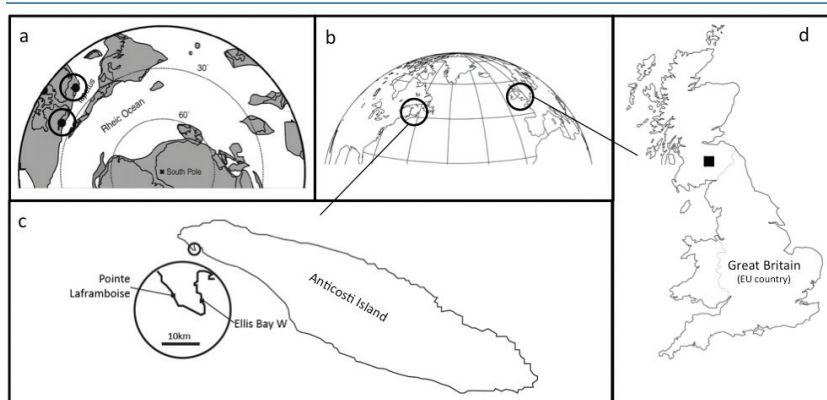 a
30°
Rheic Ocean
60°
South Pole
b
d
Great Britain
(EU country)
c
Pointe
Laframboise
Ellis Bay W
10km
Anticosti Island